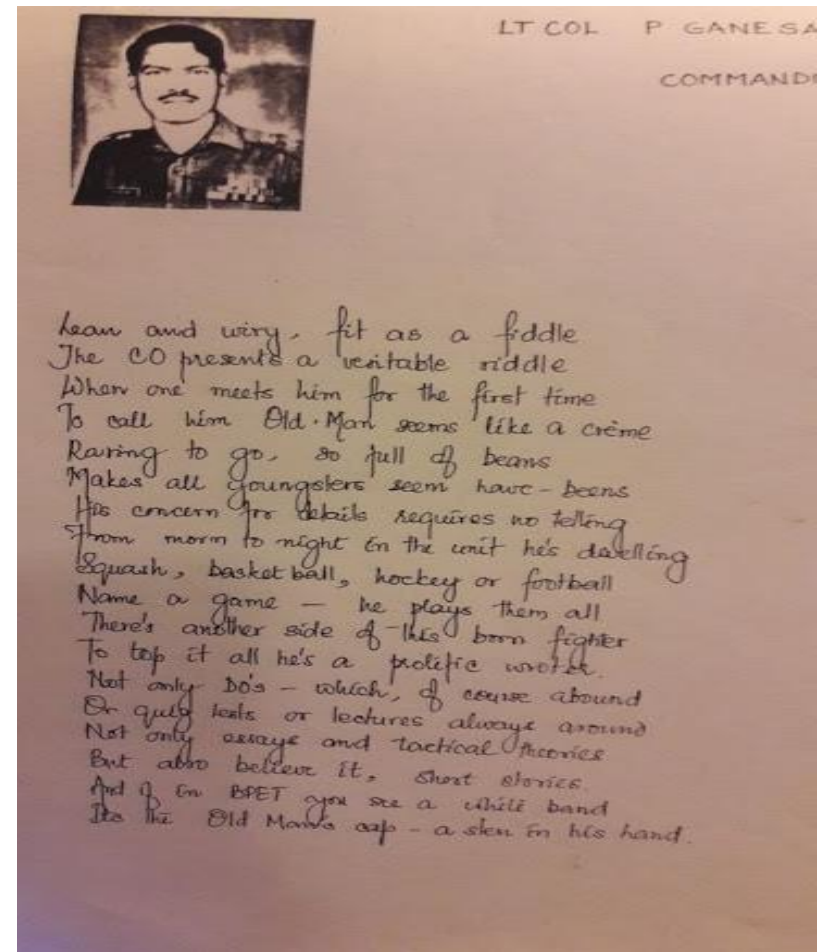 LT COL P GANESA
COMMAND
Lean and wiry, fit as a fiddle
The CO presents a veritable riddle
When one meets him for the first time
To call him Old-Man seems like a crème
Raring to go, so full of beans
Makes all youngsters seem have-beens
His concern for details requires no telling
From morn to night in the unit he's dwelling
Squash, basket ball, hockey or football
Name a game – he plays them all
There's another side of this born fighter
To top it all he's a prolific writer.
Not only DO's – which, of course abound
Or quiz tests or lectures always around
Not only essays and tactical theories
But also believe it, short stories.
And if in BPET you see a white band
Its the Old Man's cap – a sten in his hand.